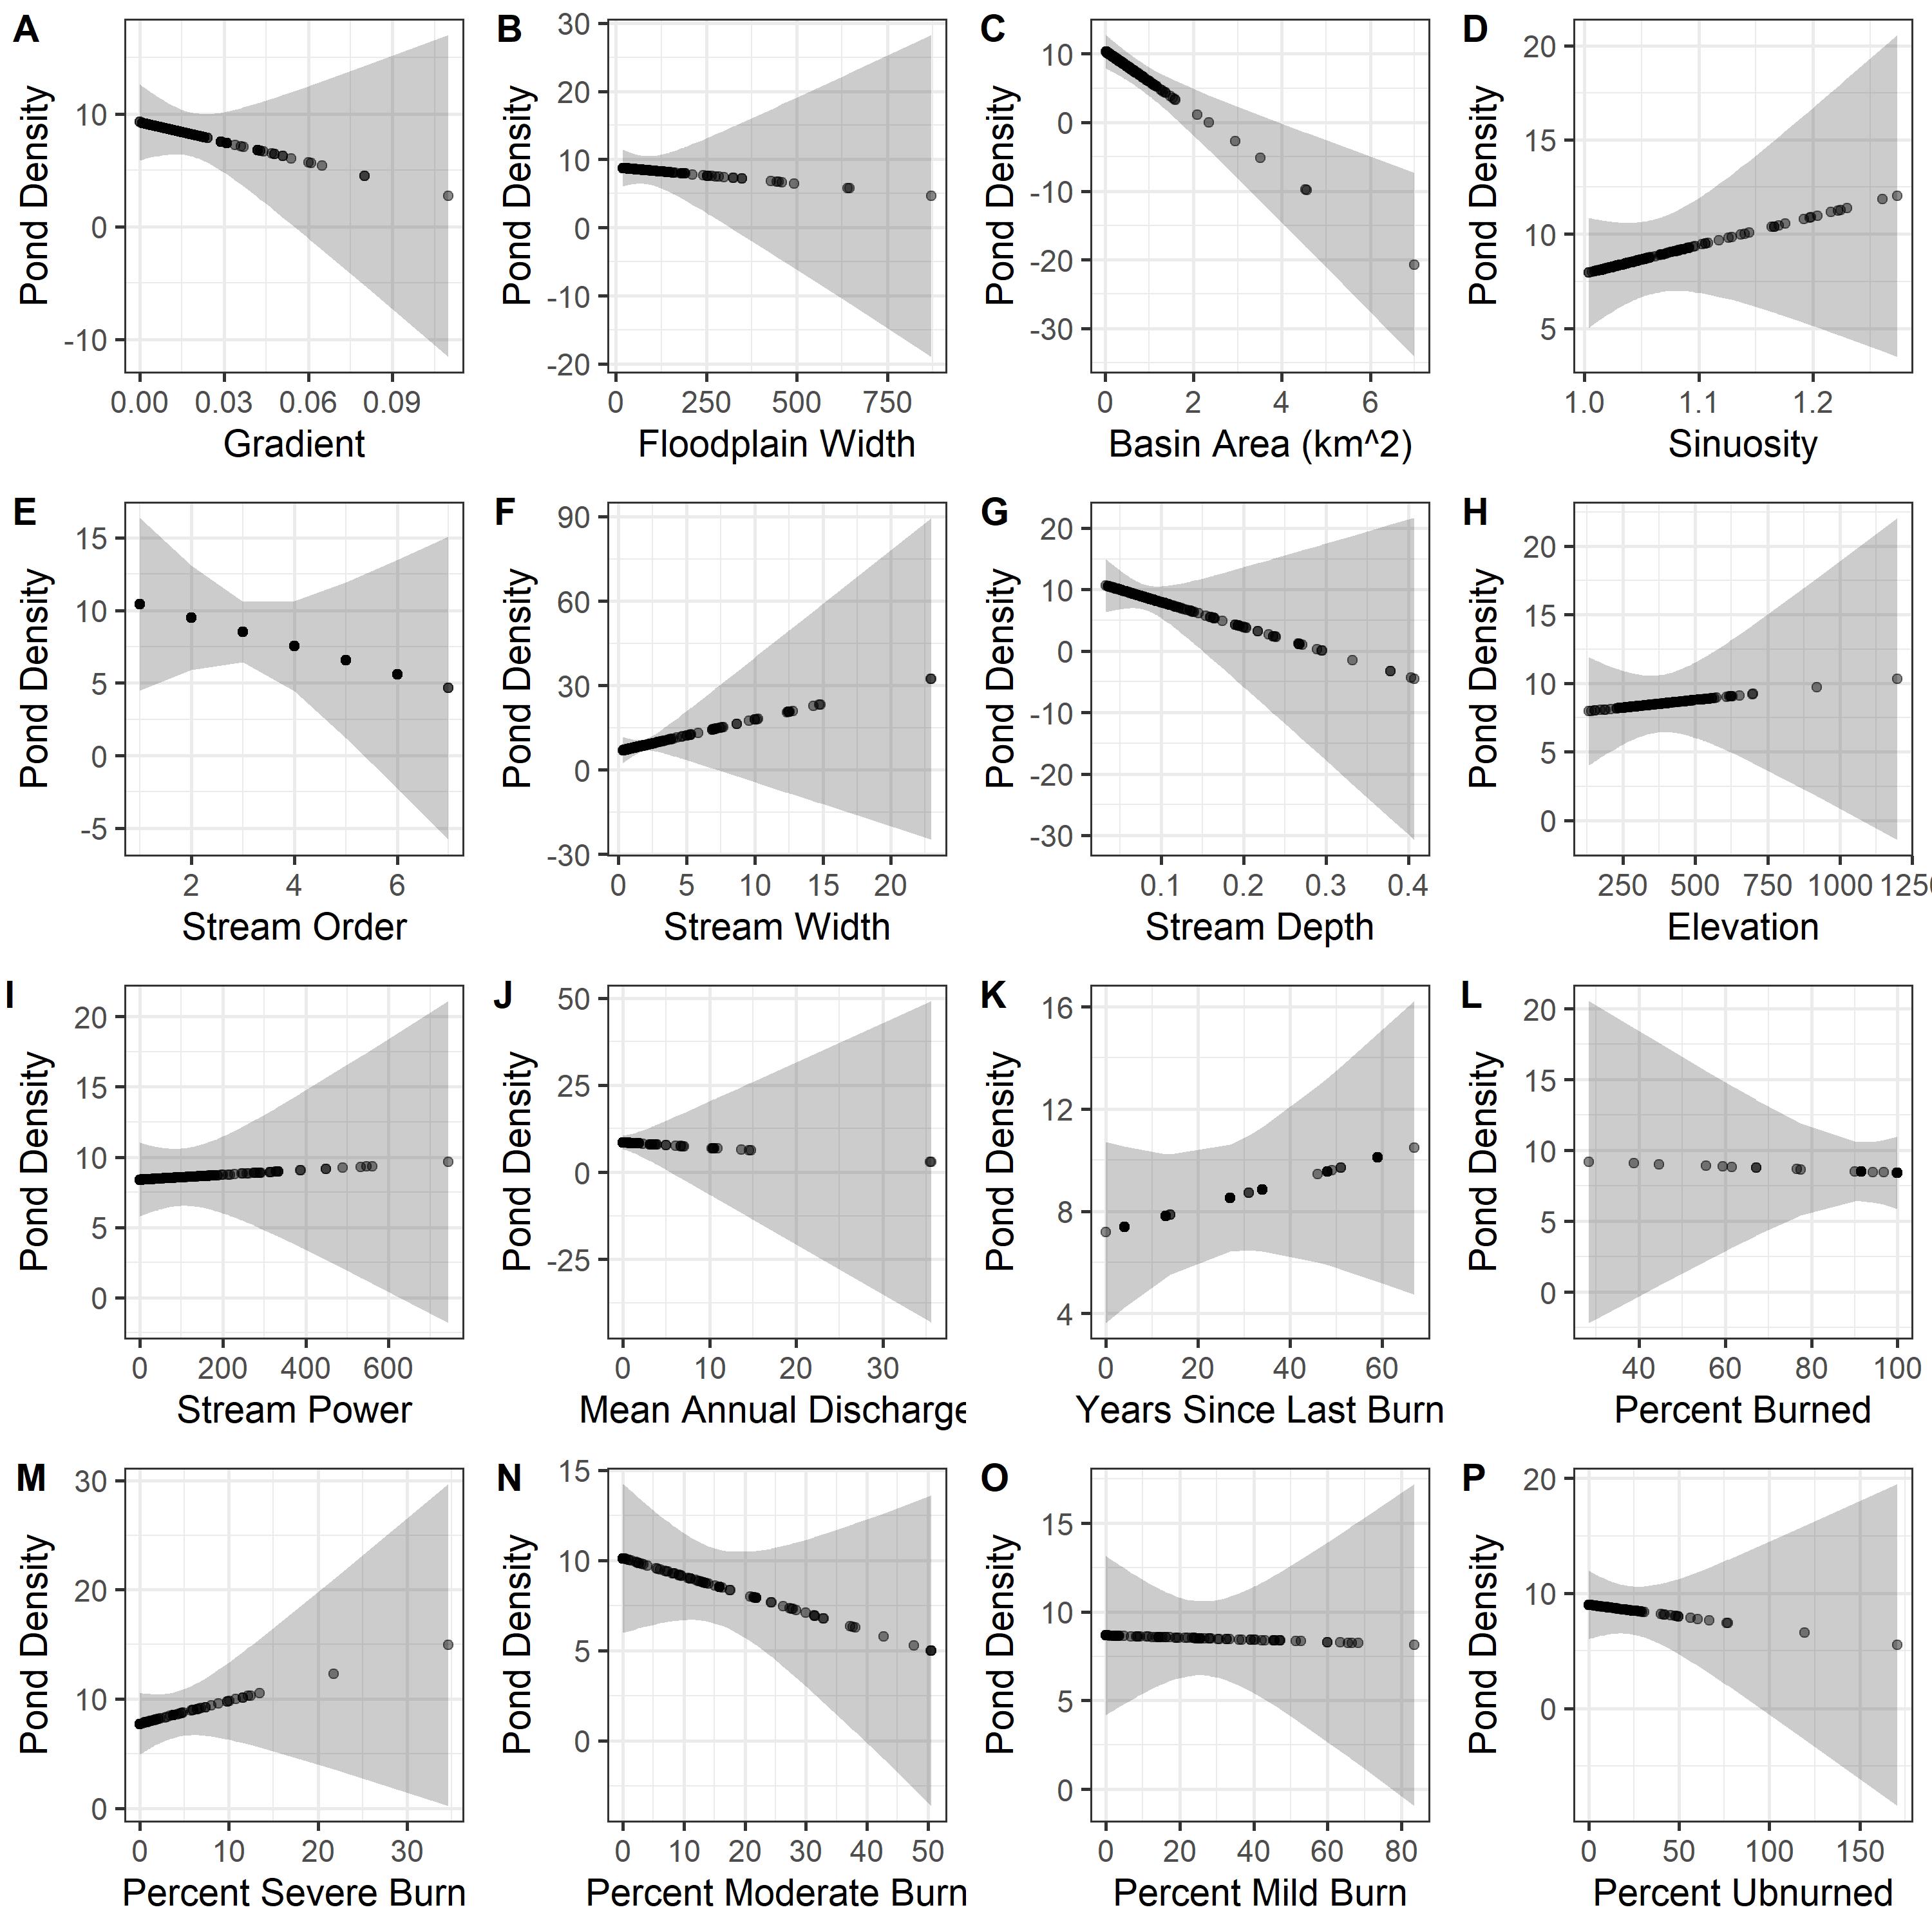 A
B
C
D
Pond Density
10
0
-10
0.00 0.03 0.06 0.09
Gradient
Pond Density
30
20
10
0
-10
-20
0 250 500 750
Floodplain Width
Pond Density
10
0
-10
-20
-30
0 2 4 6
Basin Area (km^2)
Pond Density
20
15
10
5
1.0 1.1 1.2
Sinuosity
E
F
G
H
Pond Density
15
10
5
0
-5
2 4 6
Stream Order
Pond Density
90
60
30
0
-30
0 5 10 15 20
Stream Width
Pond Density
20
10
0
-10
-20
-30
0.1 0.2 0.3 0.4
Stream Depth
Pond Density
20
15
10
5
0
250 500 750 1000 125
Elevation
I
J
K
L
Pond Density
20
15
10
5
0
0 200 400 600
Stream Power
Pond Density
50
25
0
-25
0 10 20 30
Mean Annual Discharge
Pond Density
16
12
8
4
0 20 40 60
Years Since Last Burn
Pond Density
20
15
10
5
0
40 60 80 100
Percent Burned
M
N
O
P
Pond Density
30
20
10
0
0 10 20 30
Percent Severe Burn
Pond Density
15
10
5
0
0 10 20 30 40 50
Percent Moderate Burn
Pond Density
15
10
5
0
0 20 40 60 80
Percent Mild Burn
Pond Density
20
10
0
0 50 100 150
Percent Ubnurned